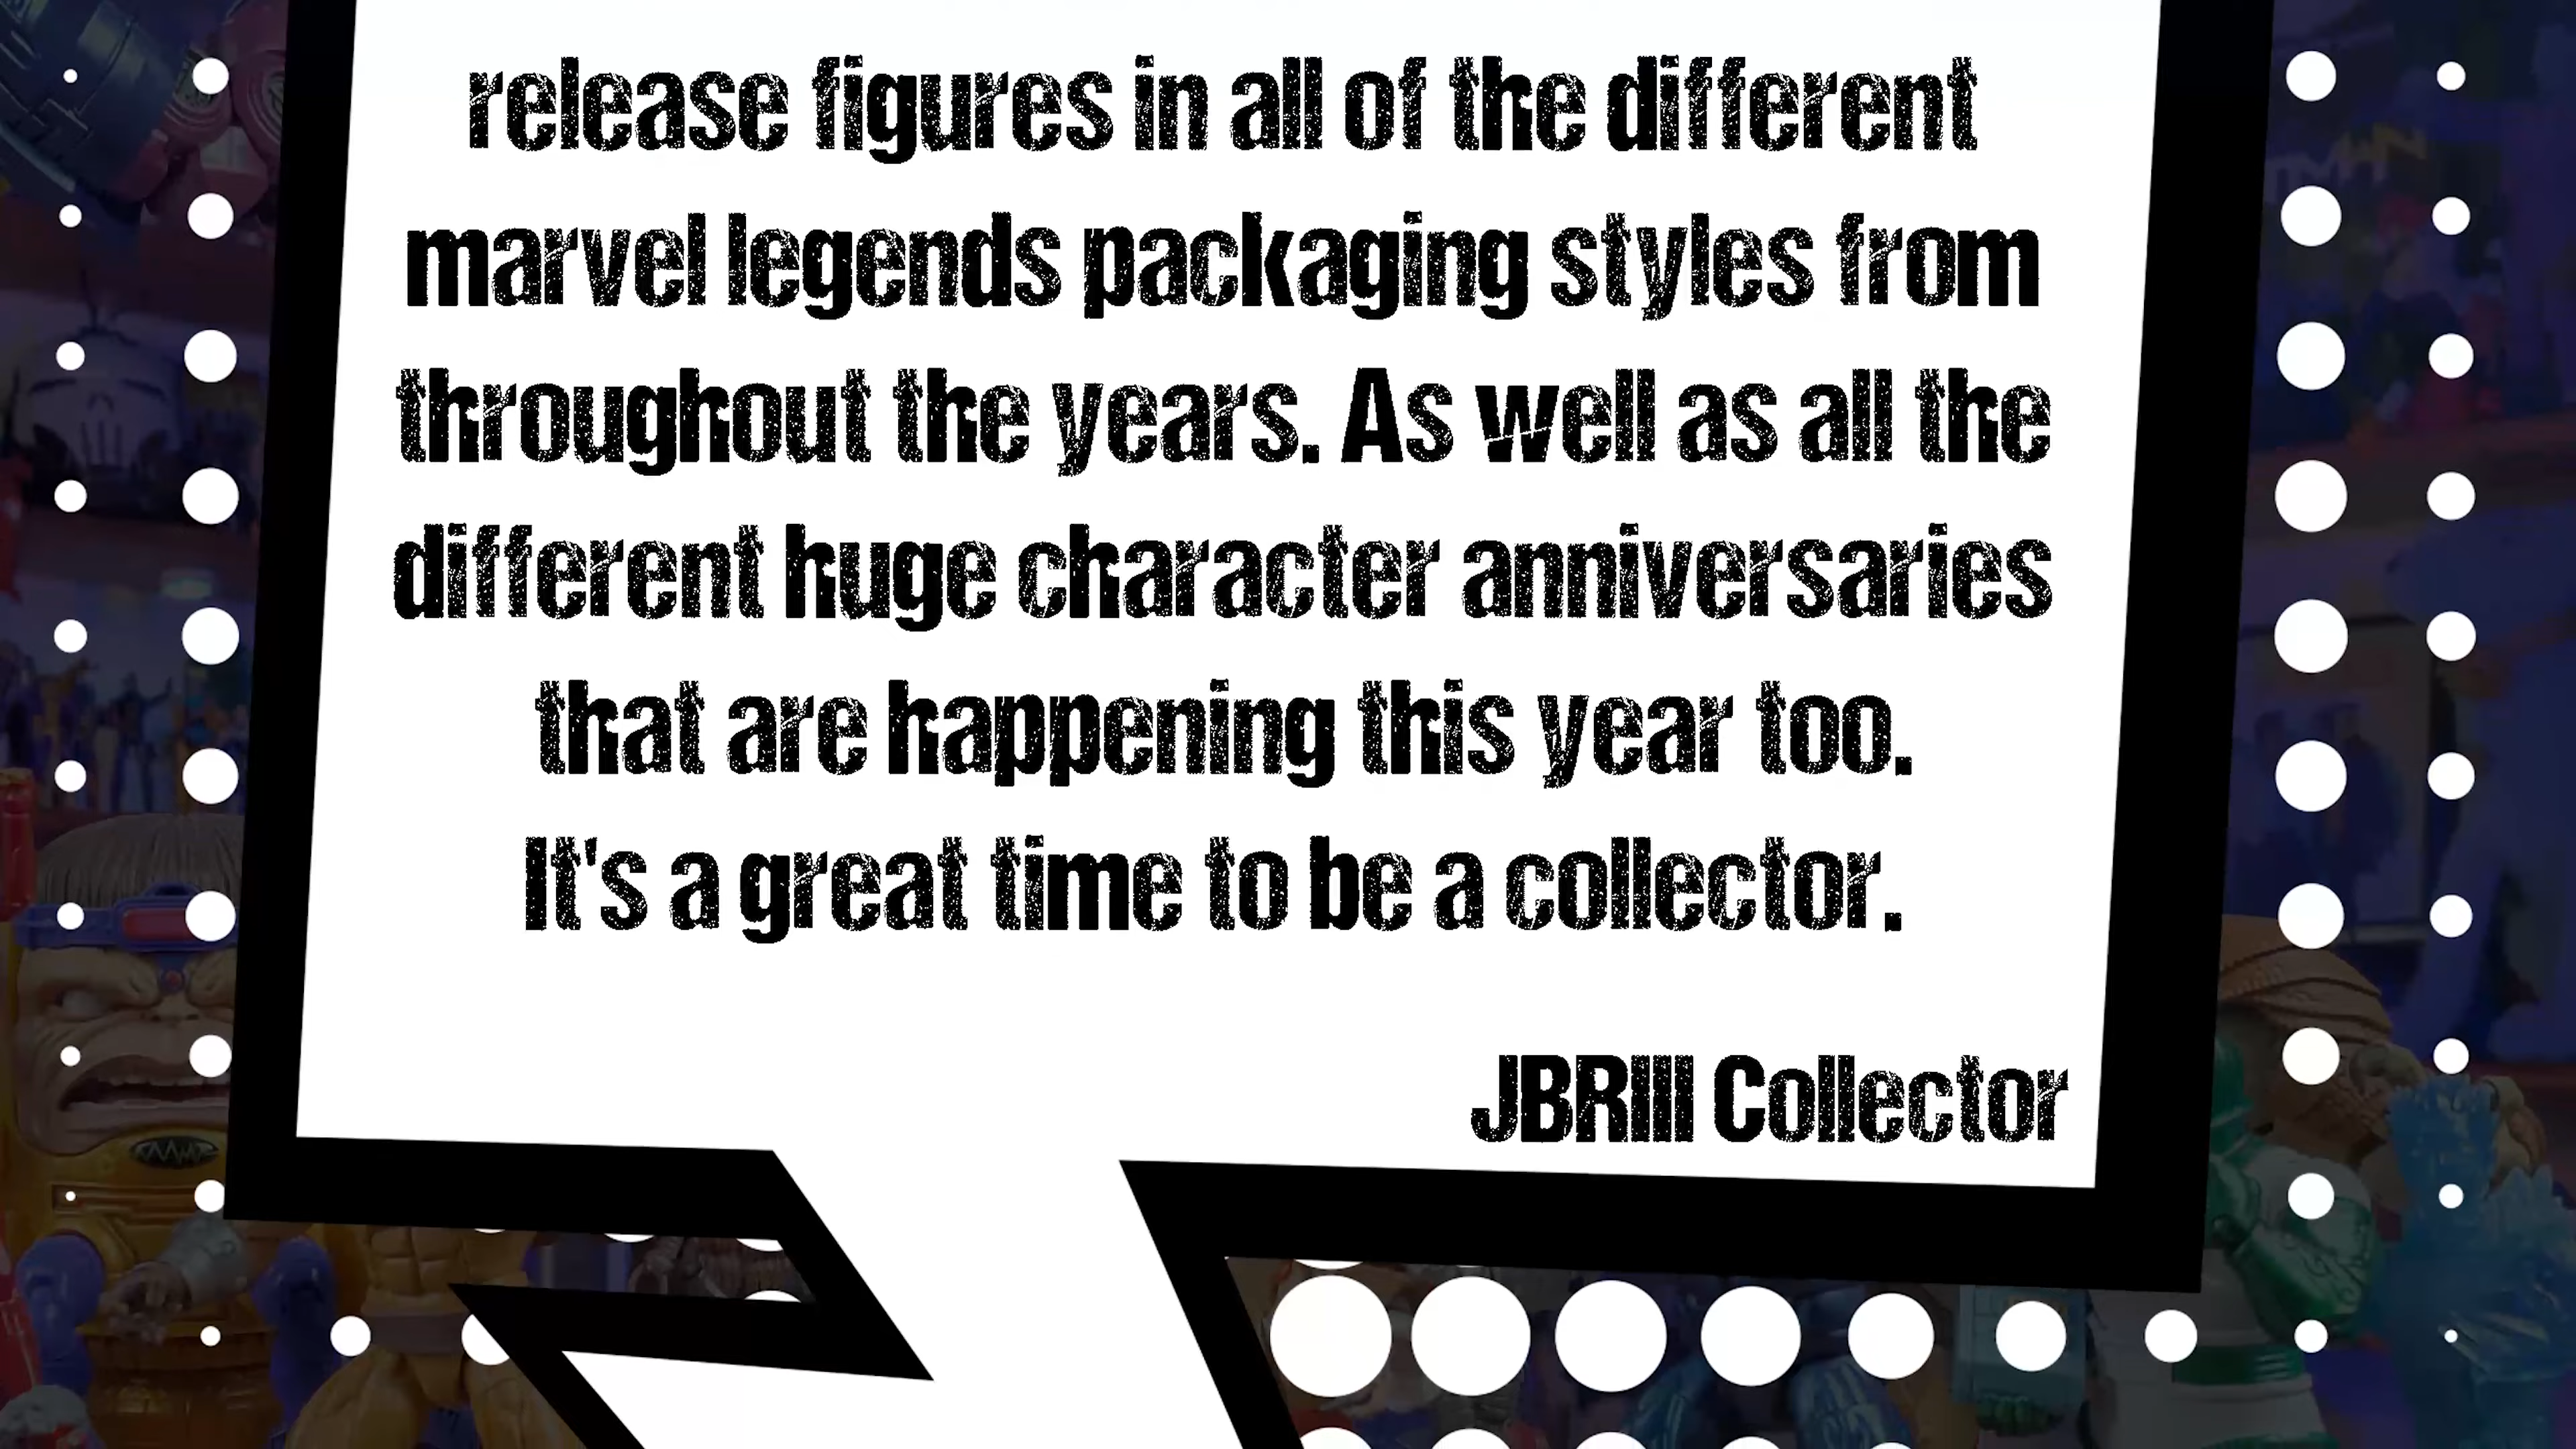 release figures in all of the different
marvel legends packaging styles from
throughout the years. As well as all the
different huge character anniversaries
that are happening this year too.
It's a great time to be a collector.
JBRIII Collector